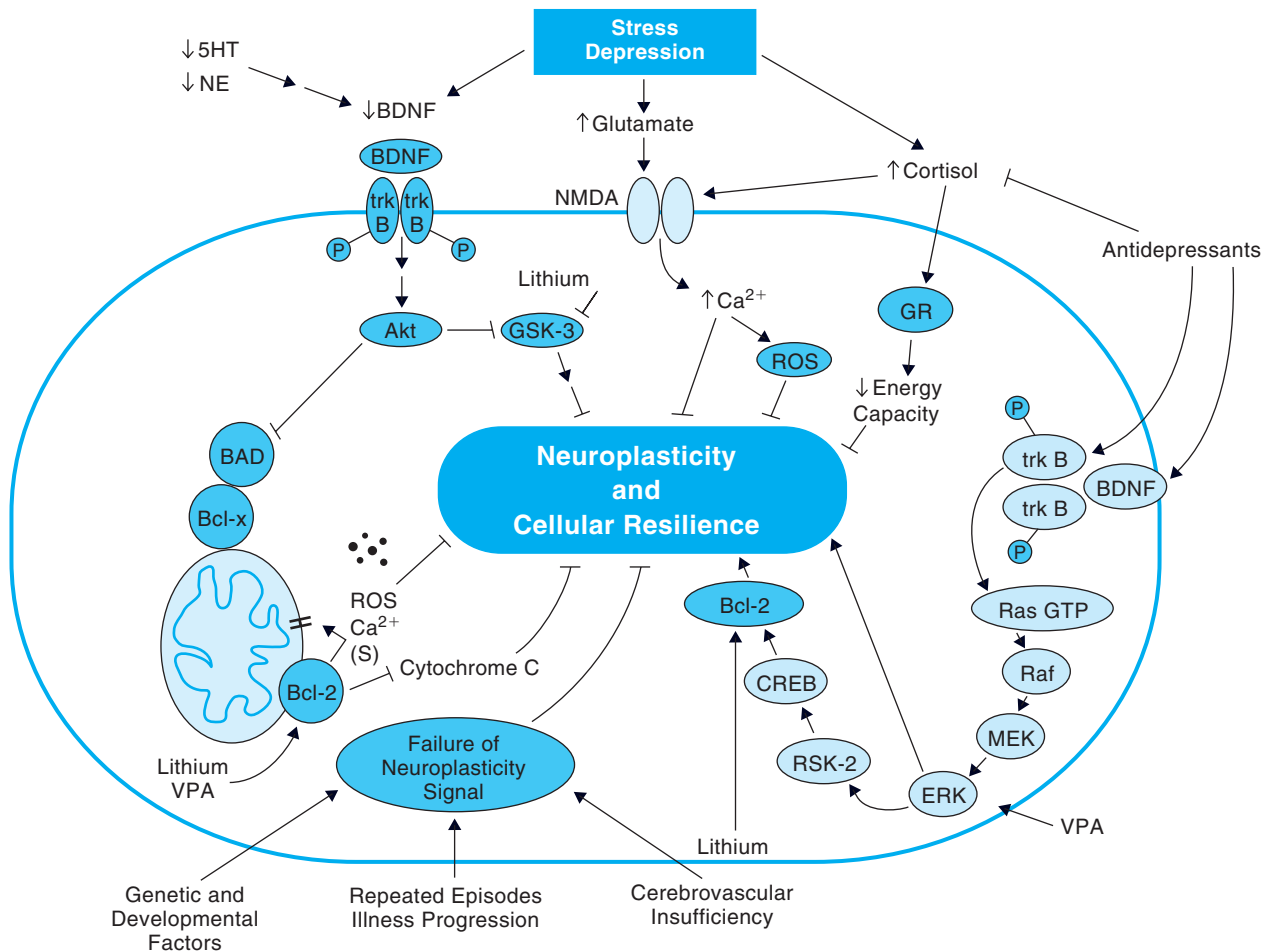 Stress
Depression
↓5HT
↓NE
↓BDNF
↑Glutamate
BDNF
trk
B
trk
B
P
P
NMDA
↑Cortisol
Antidepressants
Lithium
↑Ca²⁺
GR
Akt
GSK-3
ROS
↓Energy
Capacity
P
trk B
BDNF
trk B
P
BAD
Bcl-x
Neuroplasticity
and
Cellular Resilience
ROS
Ca²⁺
(S)
Bcl-2
Cytochrome C
Bcl-2
Ras GTP
Raf
CREB
MEK
RSK-2
ERK
Failure of
Neuroplasticity
Signal
Lithium
VPA
Lithium
VPA
Genetic and
Developmental
Factors
Repeated Episodes
Illness Progression
Cerebrovascular
Insufficiency